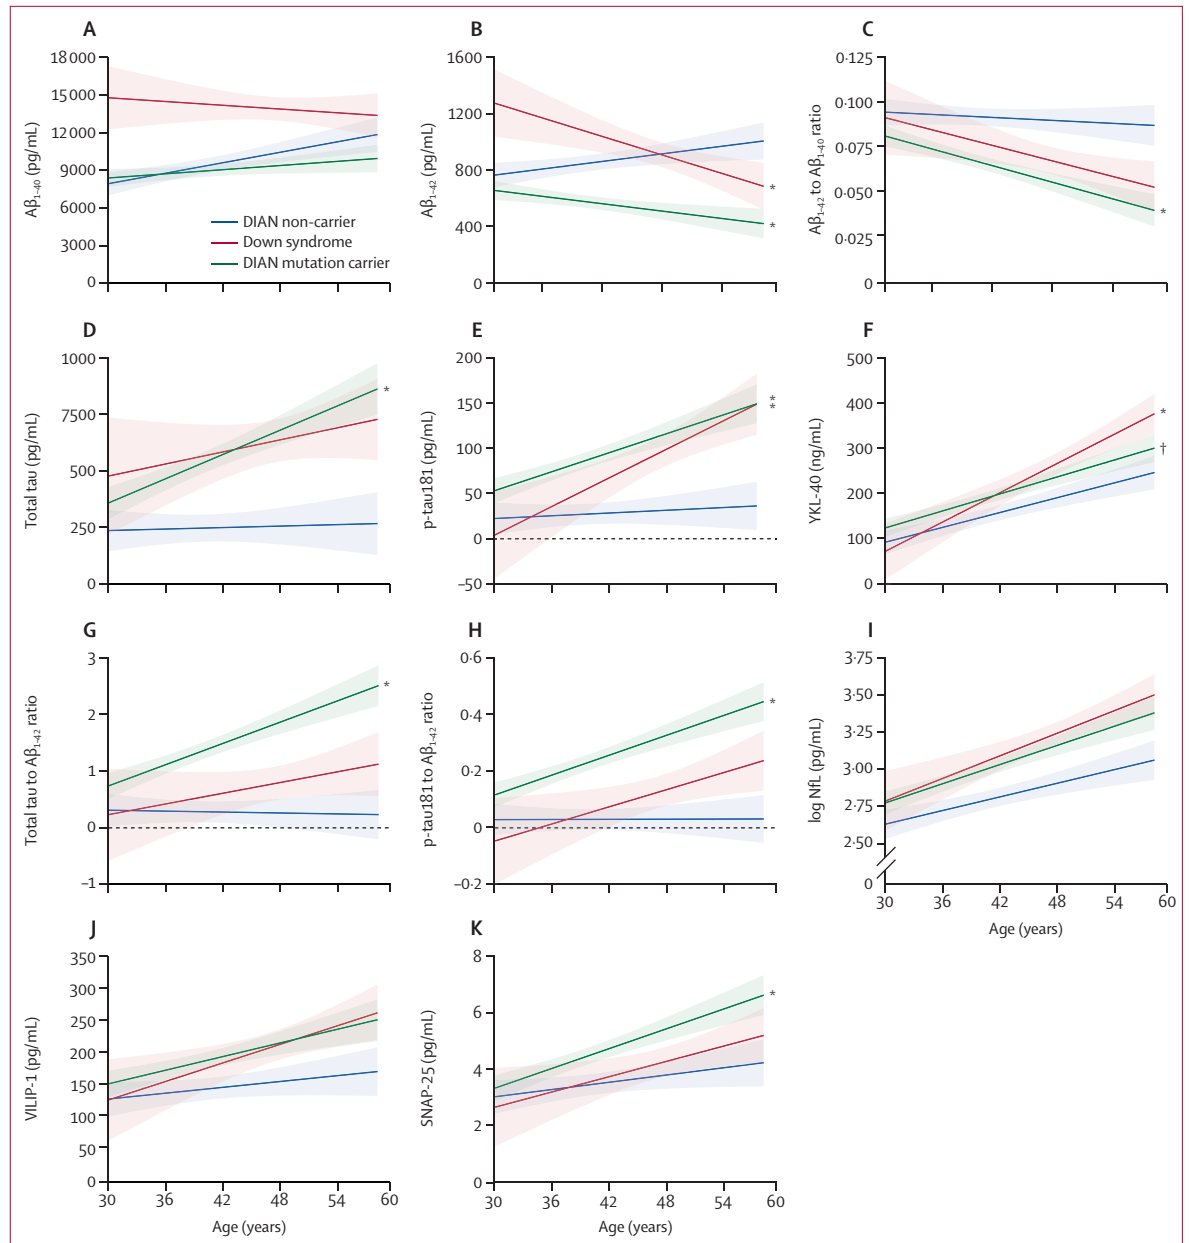 A
B
C
18 000
15 000
12 000
9000
6000
3000
0
Aβ1–40 (pg/mL)
DIAN non-carrier
Down syndrome
DIAN mutation carrier
1600
1200
800
400
0
Aβ1–42 (pg/mL)
*
*
0·125
0·100
0·075
0·050
0·025
0
Aβ1–42 to Aβ1–40 ratio
*
D
E
F
1000
7500
500
250
0
Total tau (pg/mL)
*
200
150
100
50
0
–50
p-tau181 (pg/mL)
*
*
500
400
300
200
100
0
YKL-40 (ng/mL)
*
†
G
H
I
3
2
1
0
–1
Total tau to Aβ1–42 ratio
*
0·6
0·4
0·2
0
–0.2
p-tau181 to Aβ1–42 ratio
*
3·75
3·50
3·25
3·00
2·75
2·50
0
log NfL (pg/mL)
30 36 42 48 54 60
Age (years)
J
K
350
300
250
200
150
100
50
0
VILIP-1 (pg/mL)
30 36 42 48 54 60
Age (years)
8
6
4
2
0
SNAP-25 (pg/mL)
*
30 36 42 48 54 60
Age (years)